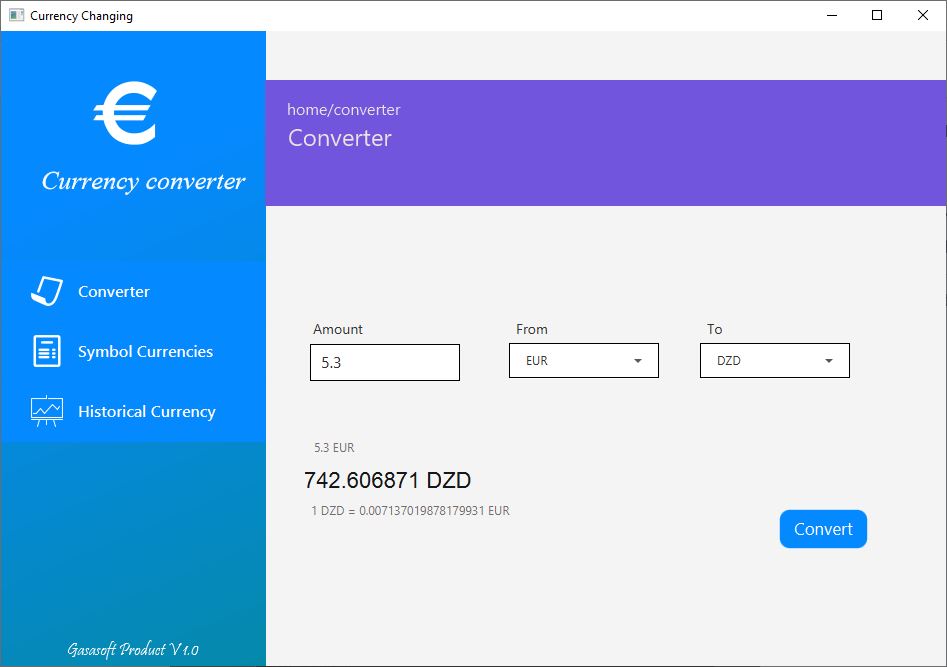 Currency Changing
€
Currency converter
Converter
Symbol Currencies
Historical Currency
Gasasoft Product V 1.0
home/converter
Converter
Amount
From
To
5.3
EUR
DZD
5.3 EUR
742.606871 DZD
1 DZD = 0.007137019878179931 EUR
Convert